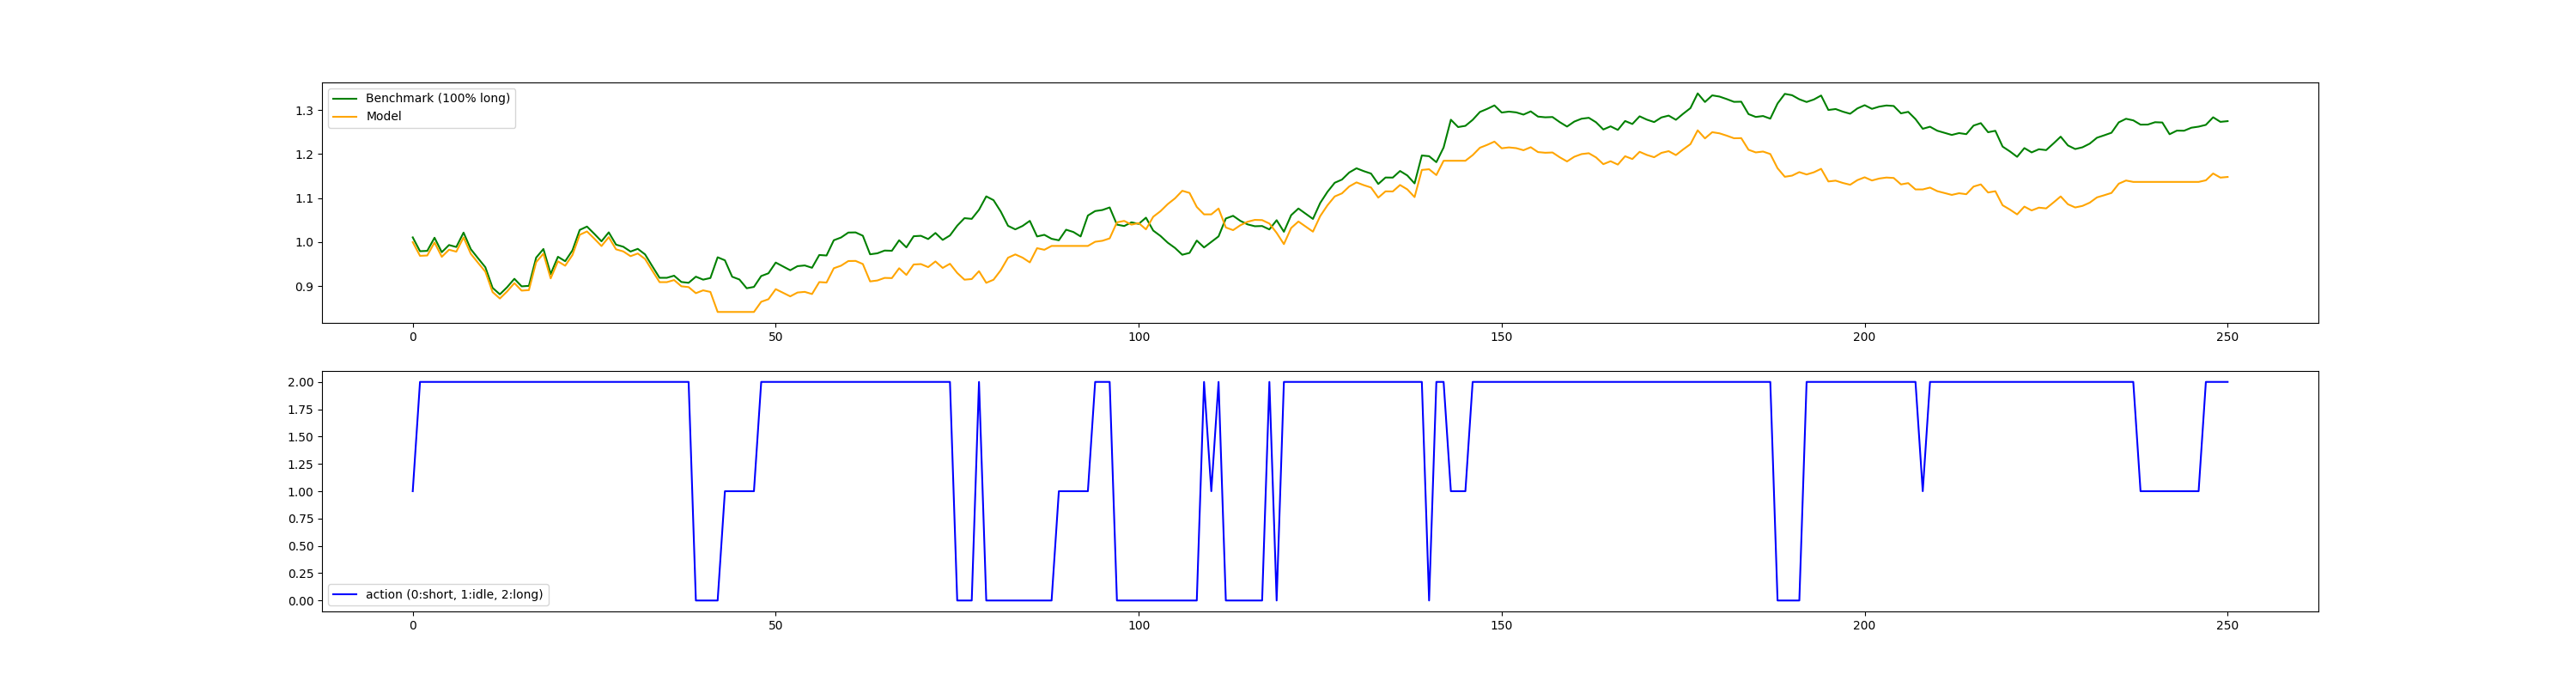 Benchmark (100% long)
Model
1.3
1.2
1.1
1.0
0.9
0 50 100 150 200 250
2.00
1.75
1.50
1.25
1.00
0.75
0.50
0.25
0.00
action (0:short, 1:idle, 2:long)
0 50 100 150 200 250